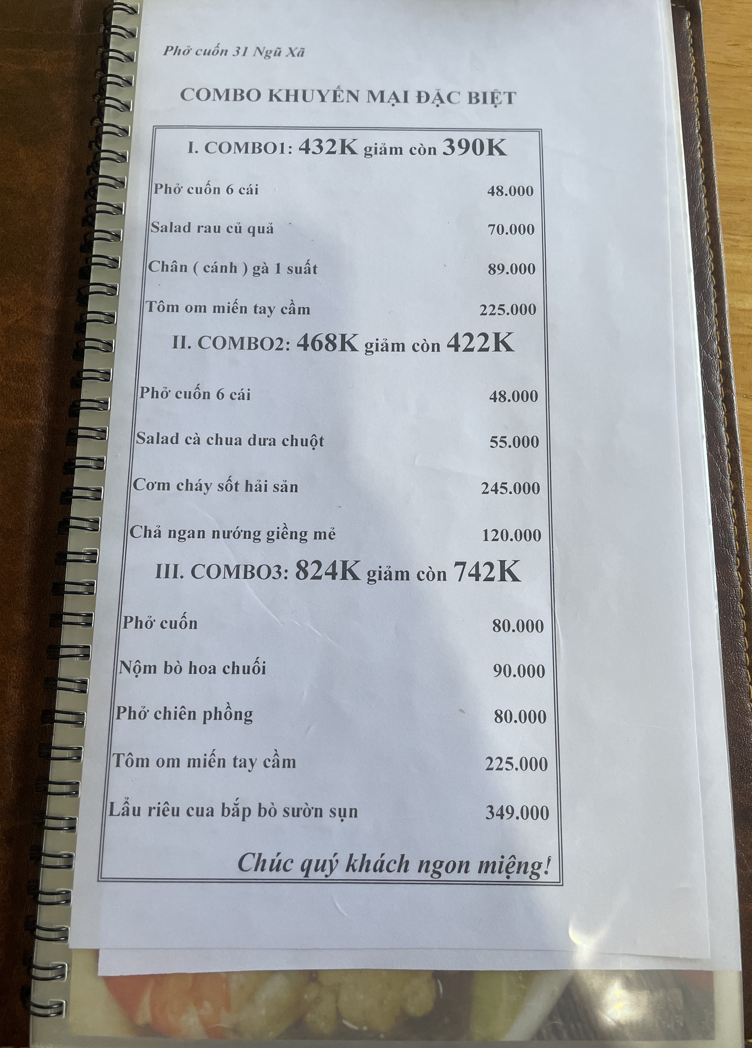 Phở cuốn 31 Ngũ Xã
COMBO KHUYẾN MẠI ĐẶC BIỆT
I. COMBO1: 432K giảm còn 390K
Phở cuốn 6 cái 48.000
Salad rau củ quả 70.000
Chân ( cánh ) gà 1 suất 89.000
Tôm om miến tay cầm 225.000
II. COMBO2: 468K giảm còn 422K
Phở cuốn 6 cái 48.000
Salad cà chua dưa chuột 55.000
Cơm cháy sốt hải sản 245.000
Chả ngan nướng giềng mẻ 120.000
III. COMBO3: 824K giảm còn 742K
Phở cuốn 80.000
Nộm bò hoa chuối 90.000
Phở chiên phồng 80.000
Tôm om miến tay cầm 225.000
Lẩu riêu cua bắp bò sườn sụn 349.000
Chúc quý khách ngon miệng!